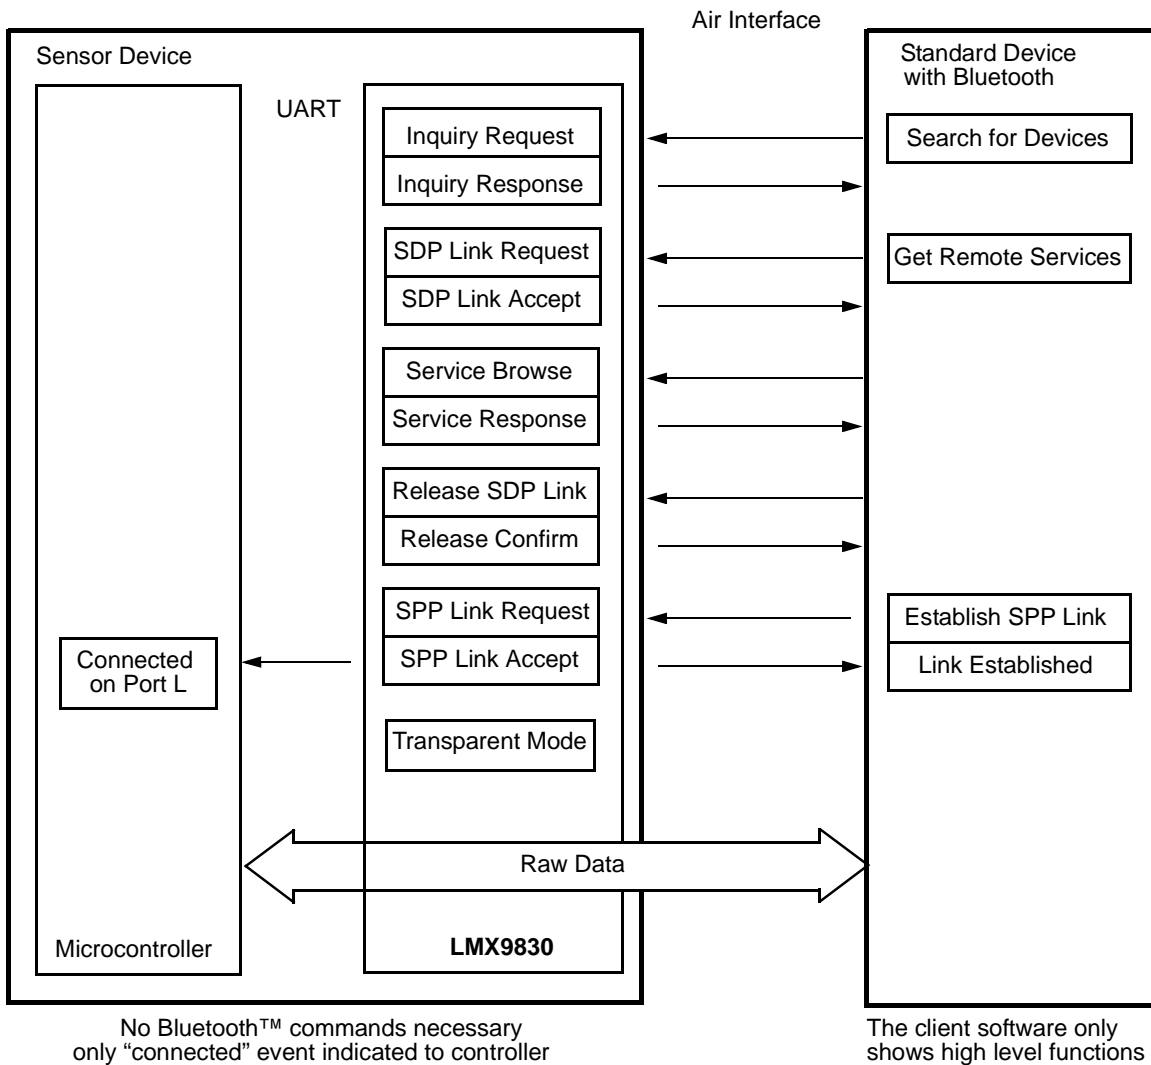 Air Interface
Sensor Device
Standard Device
with Bluetooth
UART
Inquiry Request
Inquiry Response
Search for Devices
SDP Link Request
SDP Link Accept
Get Remote Services
Service Browse
Service Response
Release SDP Link
Release Confirm
SPP Link Request
SPP Link Accept
Establish SPP Link
Link Established
Connected
on Port L
Transparent Mode
Raw Data
Microcontroller
LMX9830
No Bluetooth™ commands necessary
only “connected” event indicated to controller
The client software only
shows high level functions